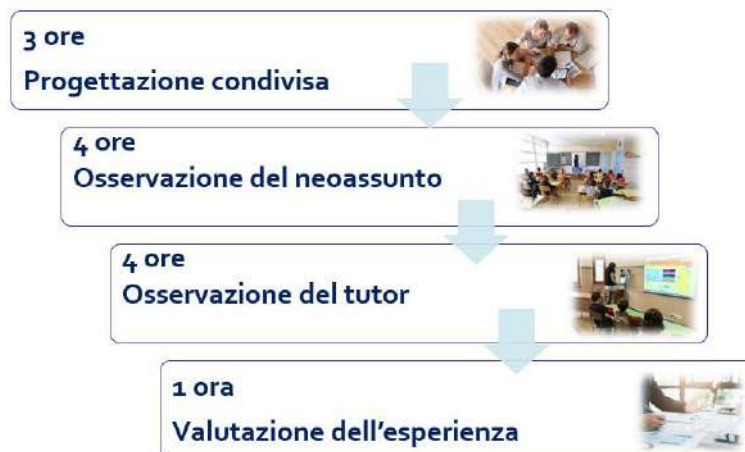 3 ore
Progettazione condivisa
4 ore
Osservazione del neoassunto
4 ore
Osservazione del tutor
1 ora
Valutazione dell’esperienza